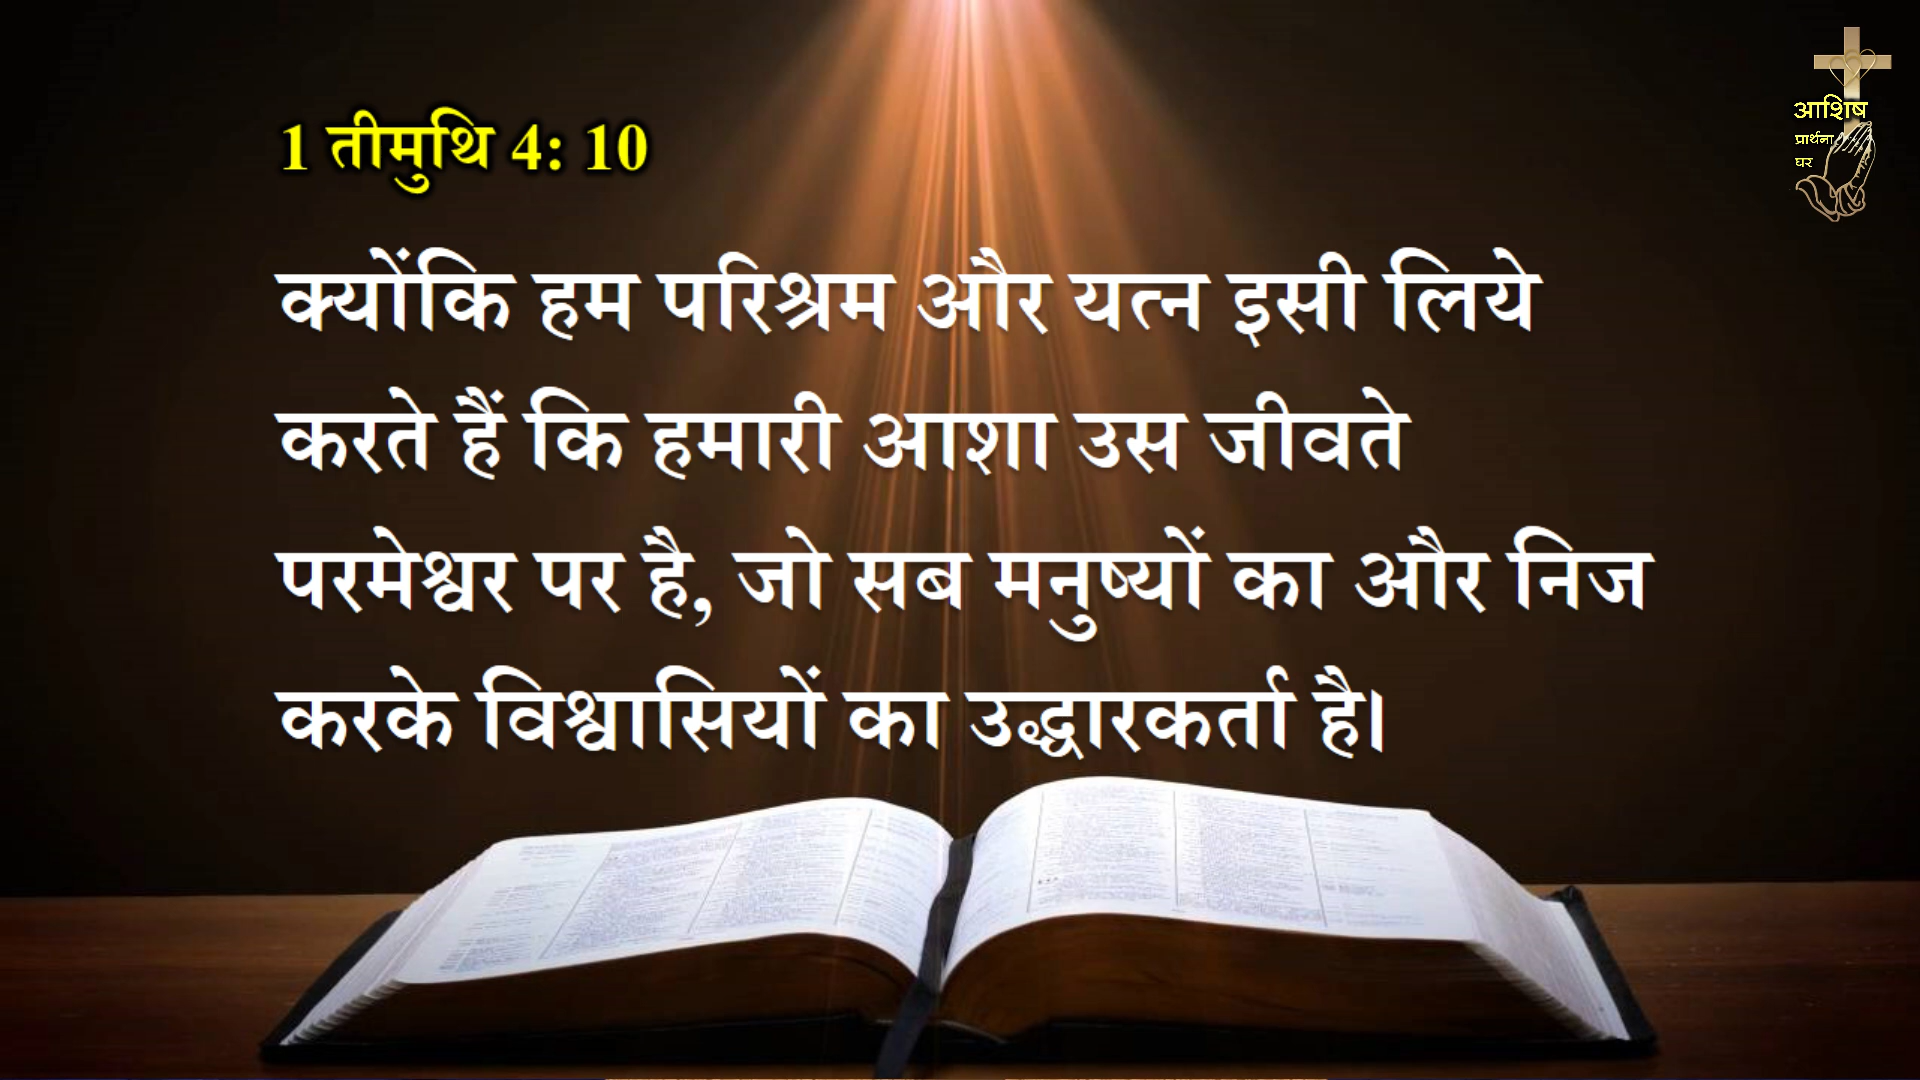 1 तीमुथि 4: 10
क्योंकि हम परिश्रम और यत्न इसी लिये
करते हैं कि हमारी आशा उस जीवते
परमेश्वर पर है, जो सब मनुष्यों का और निज
करके विश्वासियों का उद्धारकर्ता है।
आशिष
प्रार्थना
घर